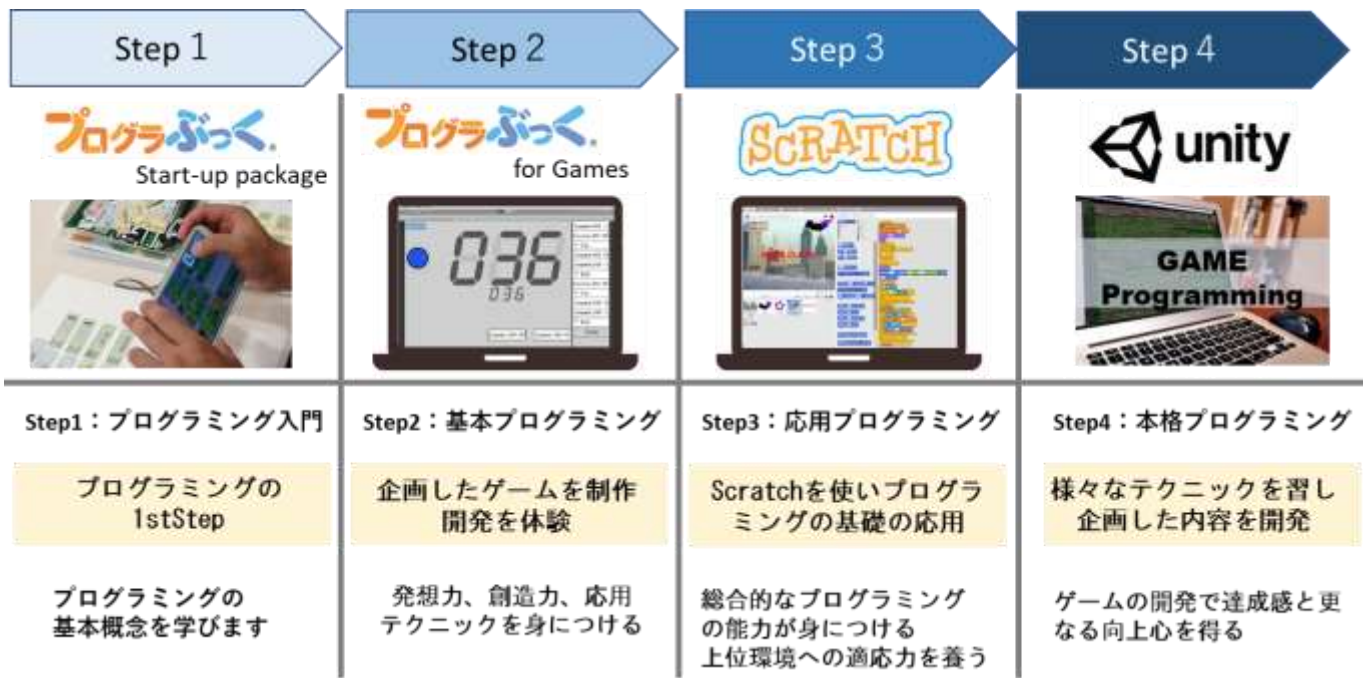 Step 1
Step 2
Step 3
Step 4
プログラぶっく.
Start-up package
プログラぶっく.
for Games
SCRATCH
unity
036
036
GAME
Programming
Step1：プログラミング入門
Step2：基本プログラミング
Step3：応用プログラミング
Step4：本格プログラミング
プログラミングの
1stStep
企画したゲームを制作
開発を体験
Scratchを使いプログラ
ミングの基礎の応用
様々なテクニックを習し
企画した内容を開発
プログラミングの
基本概念を学びます
発想力、創造力、応用
テクニックを身につける
総合的なプログラミング
の能力が身につける
上位環境への適応力を養う
ゲームの開発で達成感と更
なる向上心を得る